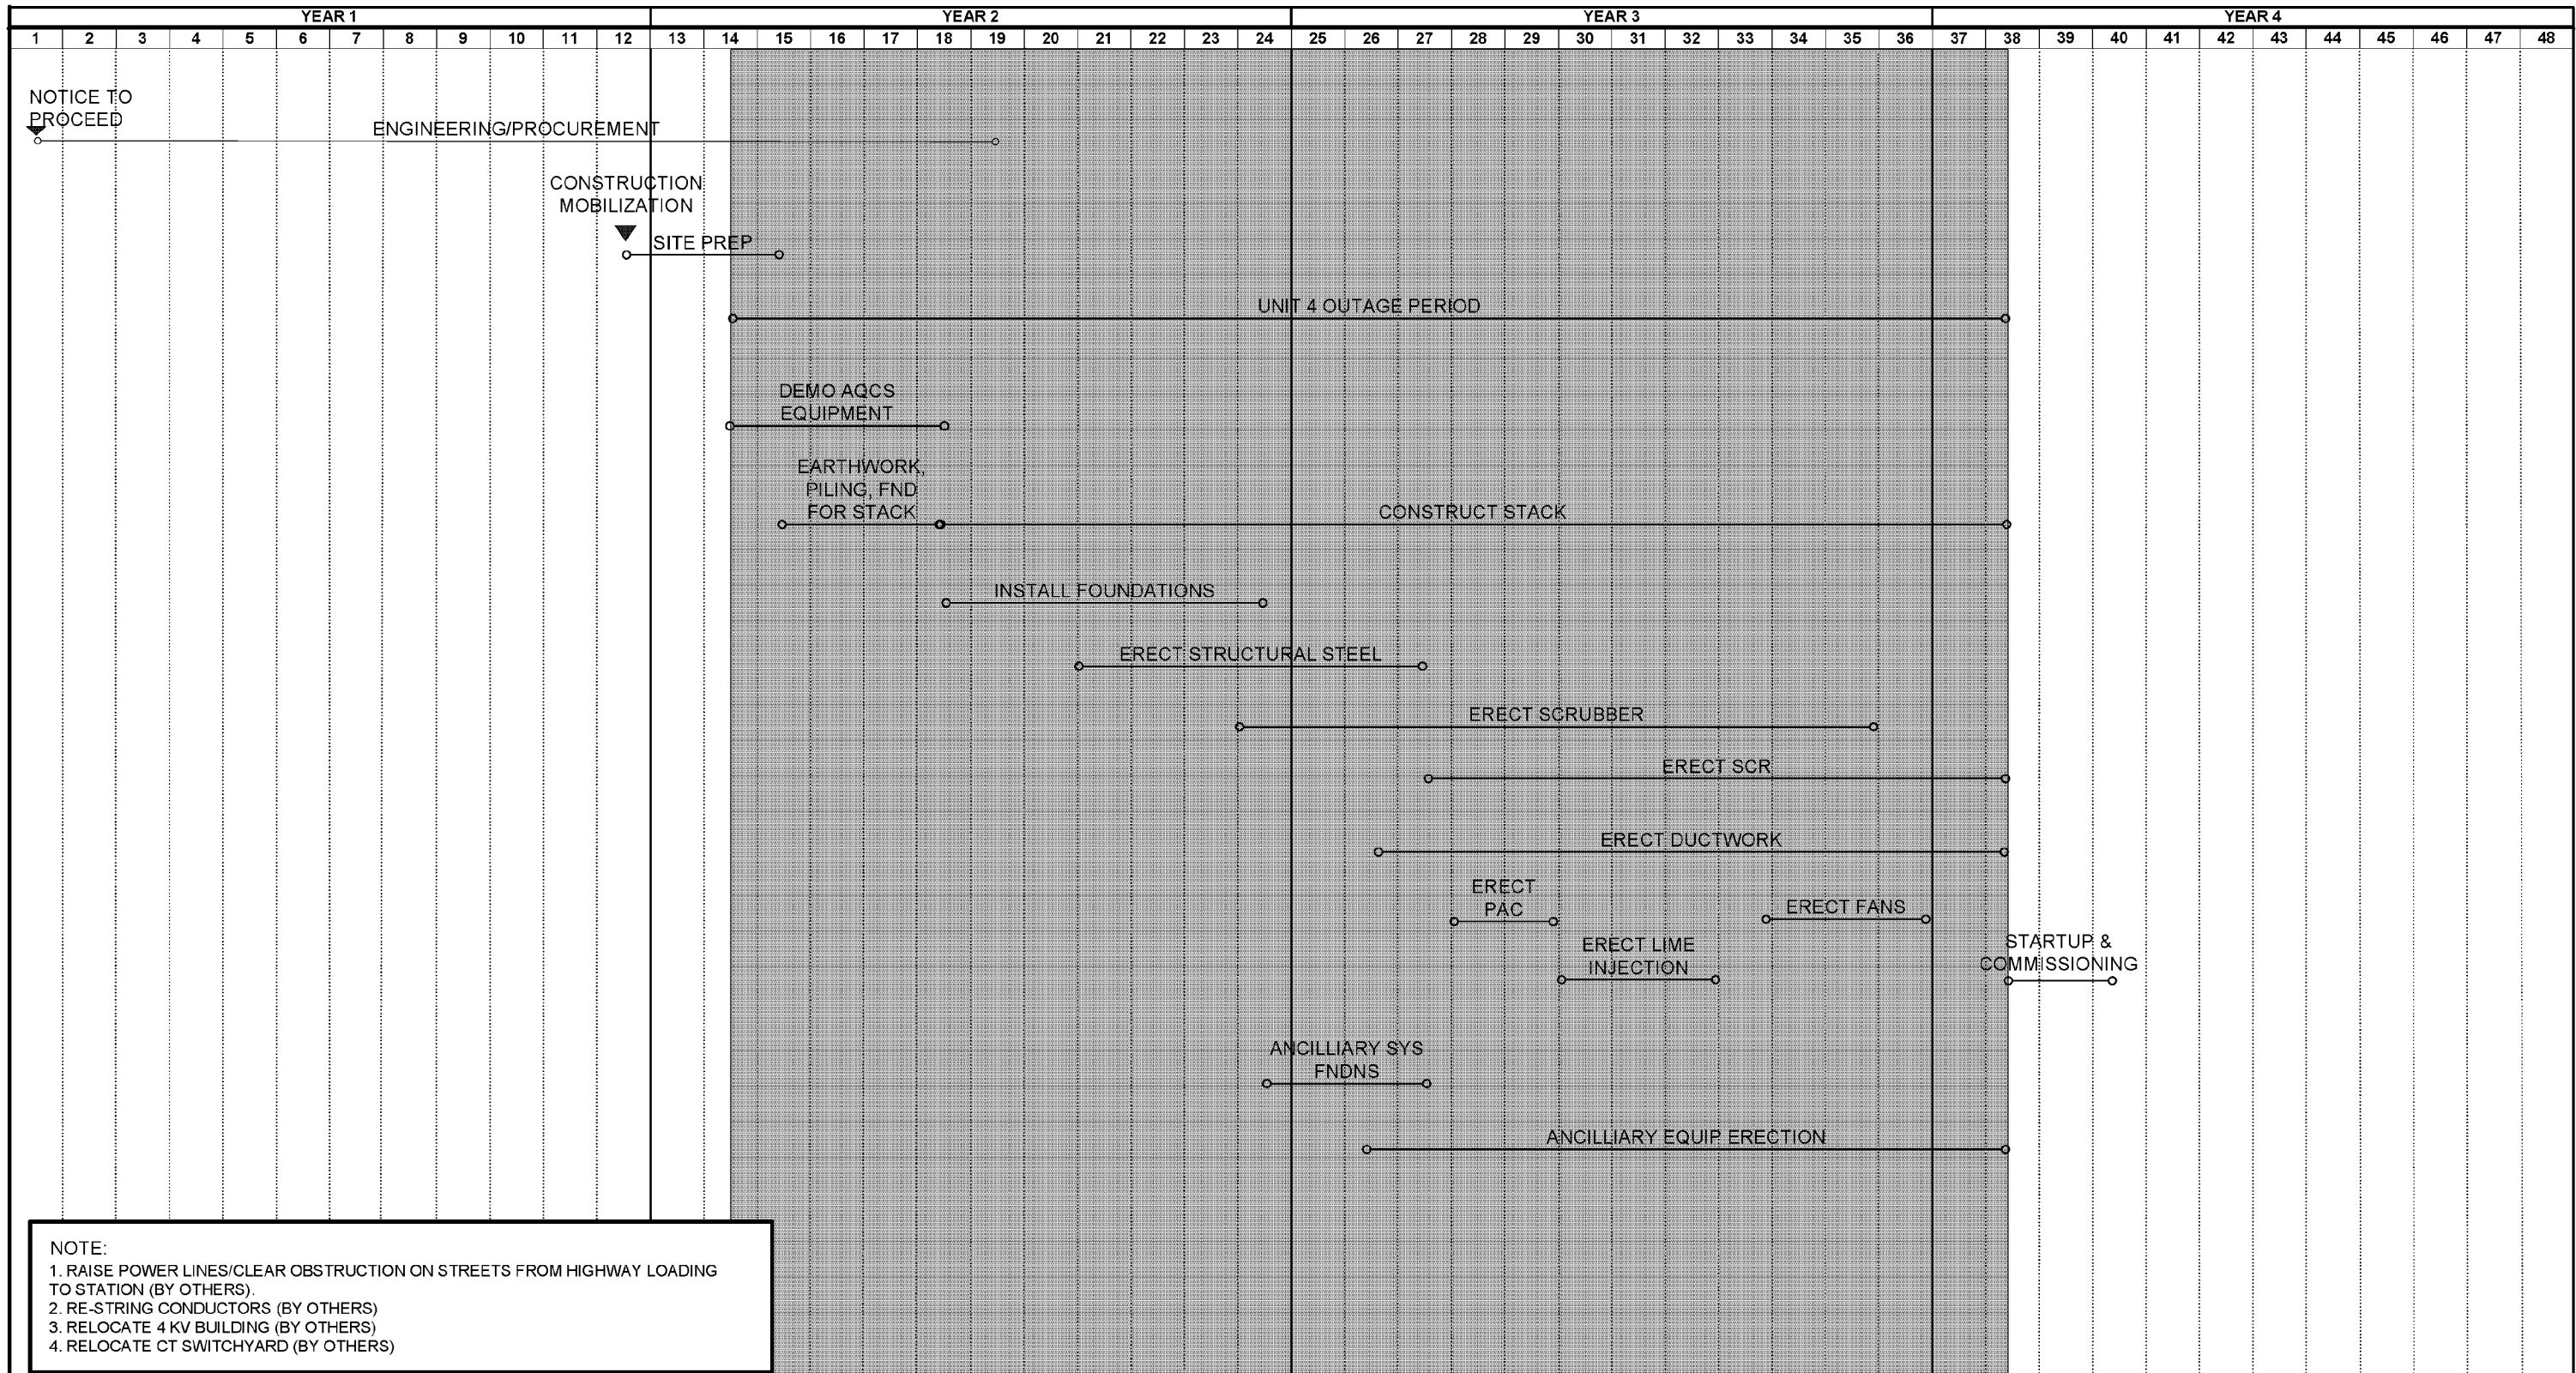 YEAR 1 YEAR 2 YEAR 3 YEAR 4
1 2 3 4 5 6 7 8 9 10 11 12 13 14 15 16 17 18 19 20 21 22 23 24 25 26 27 28 29 30 31 32 33 34 35 36 37 38 39 40 41 42 43 44 45 46 47 48
NOTICE TO
PROCEED
ENGINEERING/PROCUREMENT
CONSTRUCTION
MOBILIZATION
SITE PREP
UNIT 4 OUTAGE PERIOD
DEMO AQCS
EQUIPMENT
EARTHWORK,
PILING, FND
FOR STACK
CONSTRUCT STACK
INSTALL FOUNDATIONS
ERECT STRUCTURAL STEEL
ERECT SCRUBBER
ERECT SCR
ERECT DUCTWORK
ERECT
PAC
ERECT FANS
ERECT LIME
INJECTION
STARTUP &
COMMISSIONING
ANCILLIARY SYS
FNDNS
ANCILLIARY EQUIP ERECTION
NOTE:
1. RAISE POWER LINES/CLEAR OBSTRUCTION ON STREETS FROM HIGHWAY LOADING
TO STATION (BY OTHERS).
2. RE-STRING CONDUCTORS (BY OTHERS)
3. RELOCATE 4 KV BUILDING (BY OTHERS)
4. RELOCATE CT SWITCHYARD (BY OTHERS)